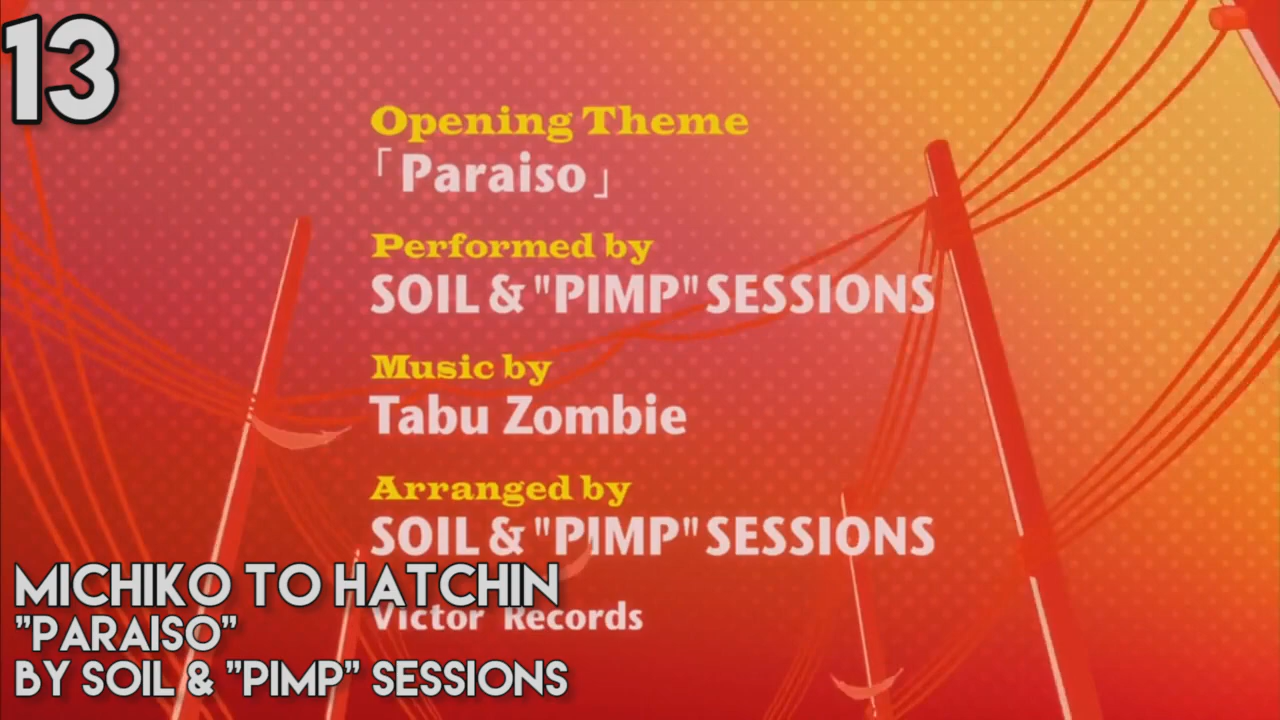 13
Opening Theme
「Paraiso」
Performed by
SOIL & "PIMP" SESSIONS
Music by
Tabu Zombie
Arranged by
SOIL & "PIMP" SESSIONS
Victor Records
MICHIKO TO HATCHIN
"PARAISO"
BY SOIL & "PIMP" SESSIONS